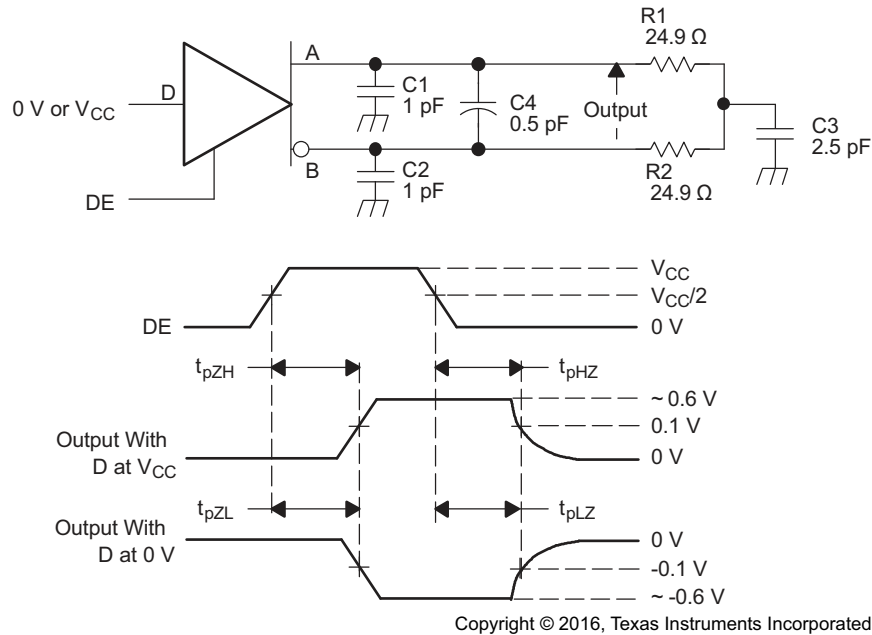 R1
24.9 Ω
A
D
C1
1 pF
C4
0.5 pF
Output
0 V or VCC
C3
2.5 pF
B
C2
1 pF
R2
24.9 Ω
DE
VCC
VCC/2
DE
0 V
tpZH
tpHZ
~ 0.6 V
0.1 V
Output With
D at VCC
0 V
tpZL
tpLZ
Output With
D at 0 V
0 V
-0.1 V
~ -0.6 V
Copyright © 2016, Texas Instruments Incorporated